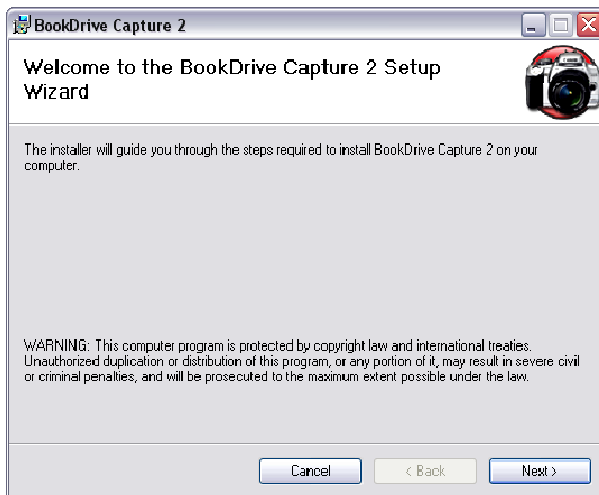 BookDrive Capture 2
Welcome to the BookDrive Capture 2 Setup
Wizard
The installer will guide you through the steps required to install BookDrive Capture 2 on your
computer.
WARNING: This computer program is protected by copyright law and international treaties.
Unauthorized duplication or distribution of this program, or any portion of it, may result in severe civil
or criminal penalties, and will be prosecuted to the maximum extent possible under the law.
Cancel < Back Next >